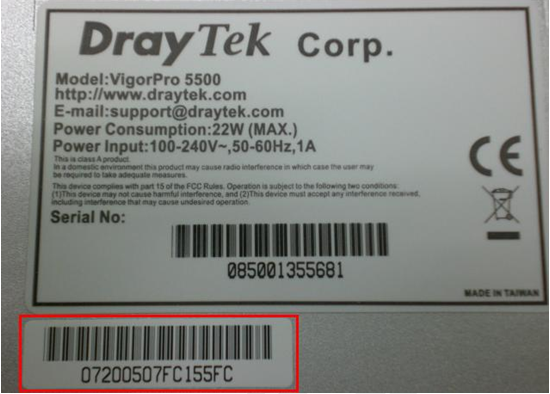 DrayTek Corp.
Model:VigorPro 5500
http://www.draytek.com
E-mail:support@draytek.com
Power Consumption:22W (MAX.)
Power Input:100-240V~,50-60Hz,1A
This is class A product.
In a domestic environment this product may cause radio interference in which case the user may
be required to take adequate measures.
This device complies with part 15 of the FCC Rules. Operation is subject to the following two conditions:
(1)This device may not cause harmful interference, and (2)This device must accept any interference received,
including interference that may cause undesired operation.
Serial No:
085001355681
CE
MADE IN TAIWAN
07200507FC155FC